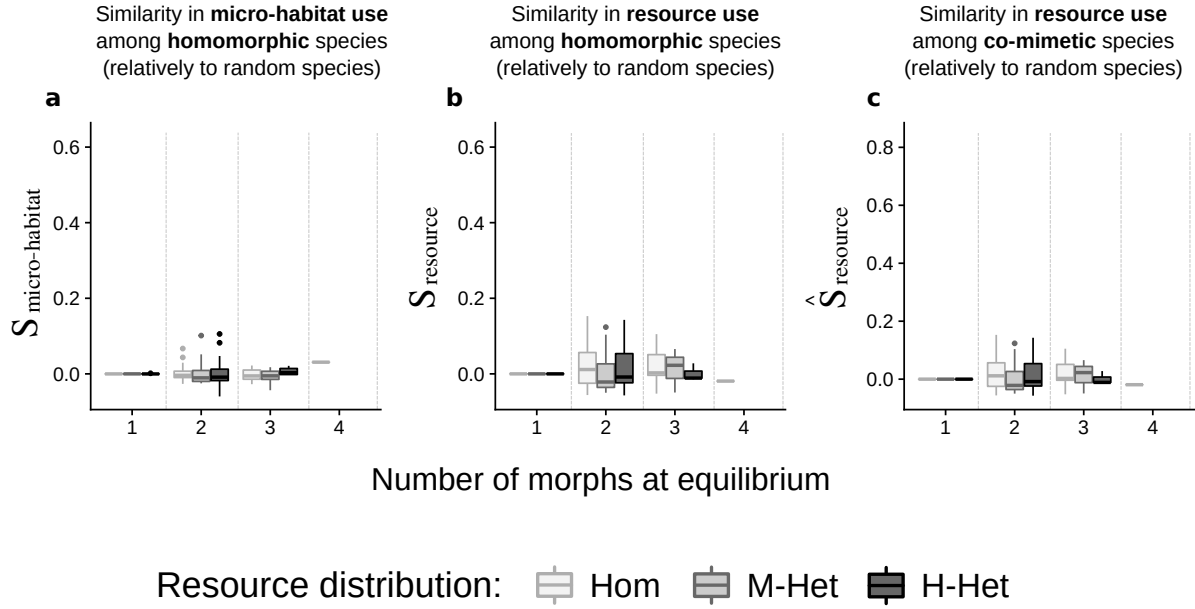 Similarity in micro-habitat use
among homomorphic species
(relatively to random species)
Similarity in resource use
among homomorphic species
(relatively to random species)
Similarity in resource use
among co-mimetic species
(relatively to random species)
a
b
c
0.6
0.4
0.2
0.0
S micro-habitat
1 2 3 4
0.6
0.4
0.2
0.0
S resource
1 2 3 4
0.8
0.6
0.4
0.2
0.0
Ŝ resource
1 2 3 4
Number of morphs at equilibrium
Resource distribution: Hom M-Het H-Het